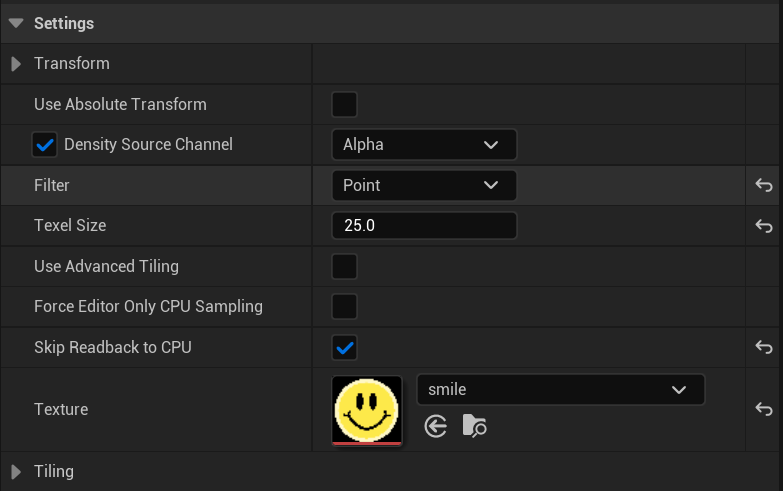 Settings
Transform
Use Absolute Transform
Density Source Channel Alpha
Filter Point
Texel Size 25.0
Use Advanced Tiling
Force Editor Only CPU Sampling
Skip Readback to CPU
Texture smile
Tiling